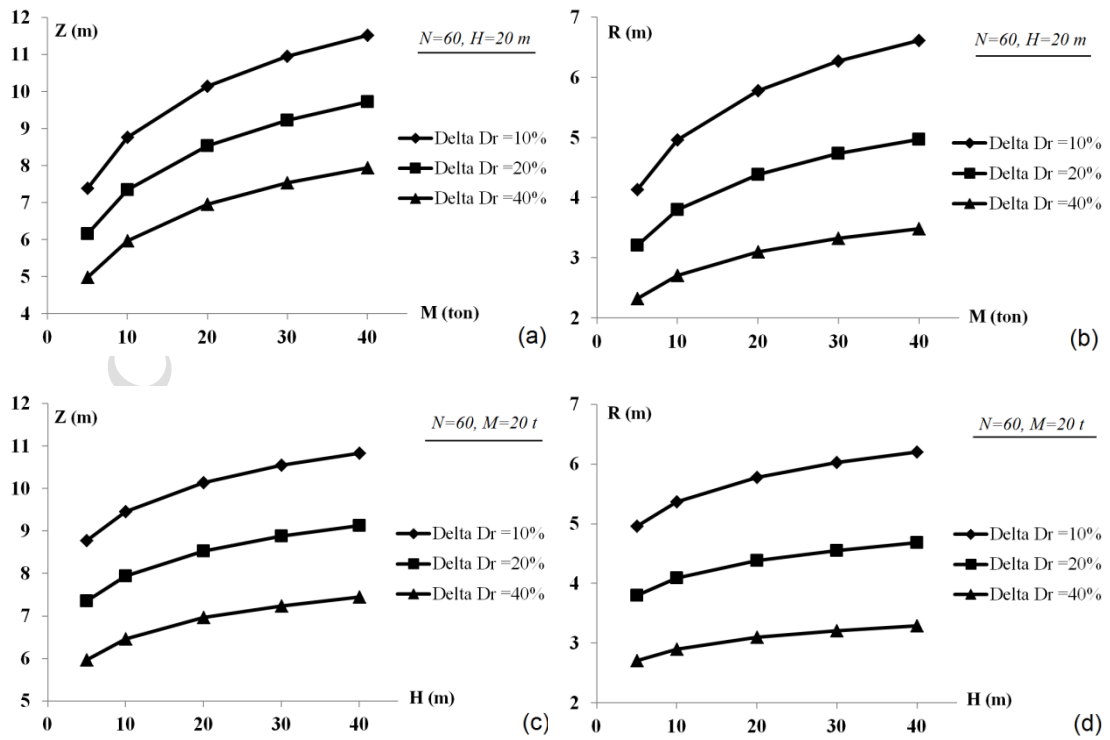 Z (m)
N=60, H=20 m
12
11
10
9
8
7
6
5
4
Delta Dr =10%
Delta Dr =20%
Delta Dr =40%
0 10 20 30 40
M (ton)
(a)
R (m)
N=60, H=20 m
7
6
5
4
3
2
Delta Dr =10%
Delta Dr =20%
Delta Dr =40%
0 10 20 30 40
M (ton)
(b)
Z (m)
N=60, M=20 t
12
11
10
9
8
7
6
5
Delta Dr =10%
Delta Dr =20%
Delta Dr =40%
0 10 20 30 40
H (m)
(c)
R (m)
N=60, M=20 t
7
6
5
4
3
2
Delta Dr =10%
Delta Dr =20%
Delta Dr =40%
0 10 20 30 40
H (m)
(d)